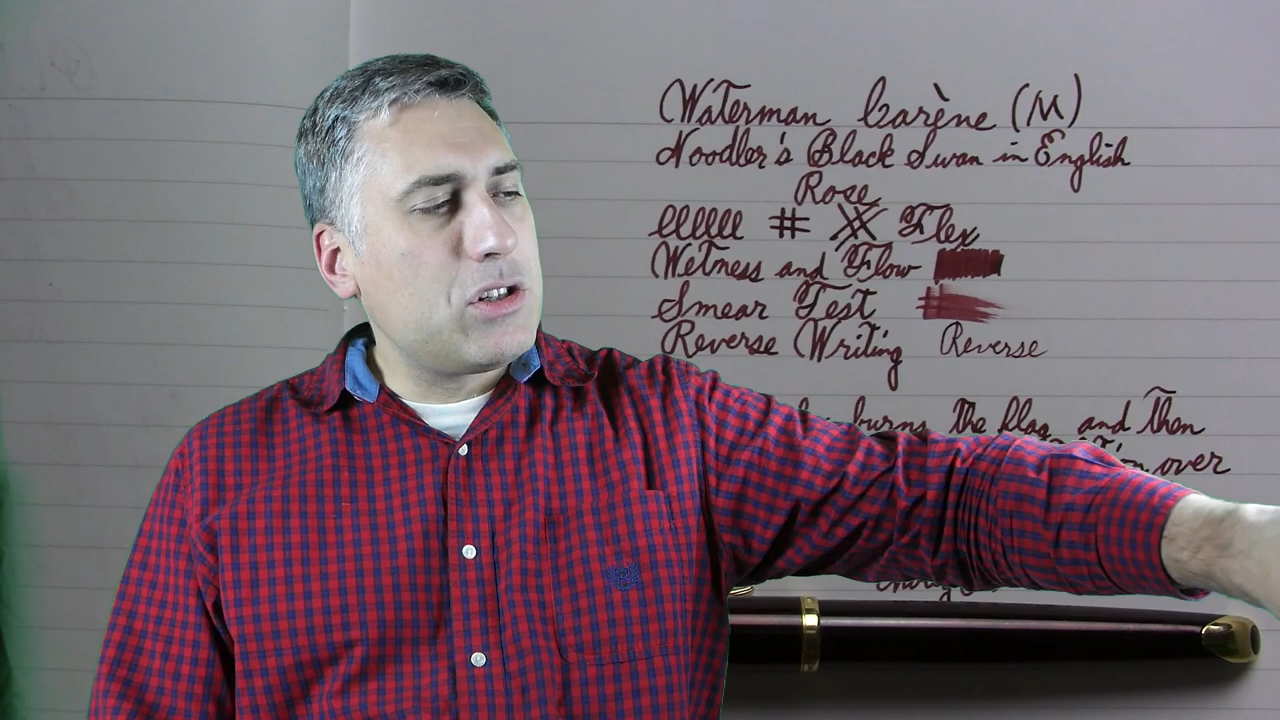 Waterman Carène (M)
Noodler's Black Swan in English
Rose
llllll # Flex
Wetness and Flow
Smear Test
Reverse Writing Reverse
burns the flag and then
over